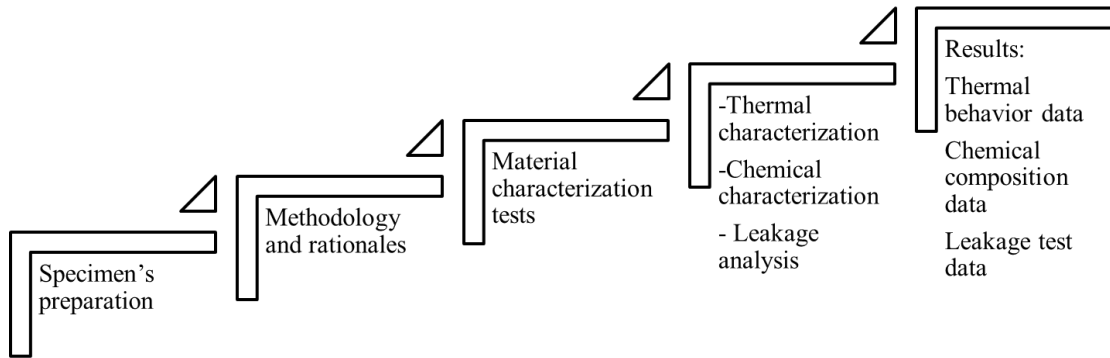 Specimen’s
preparation
Methodology
and rationales
Material
characterization
tests
-Thermal
characterization
-Chemical
characterization
- Leakage
analysis
Results:
Thermal
behavior data
Chemical
composition
data
Leakage test
data